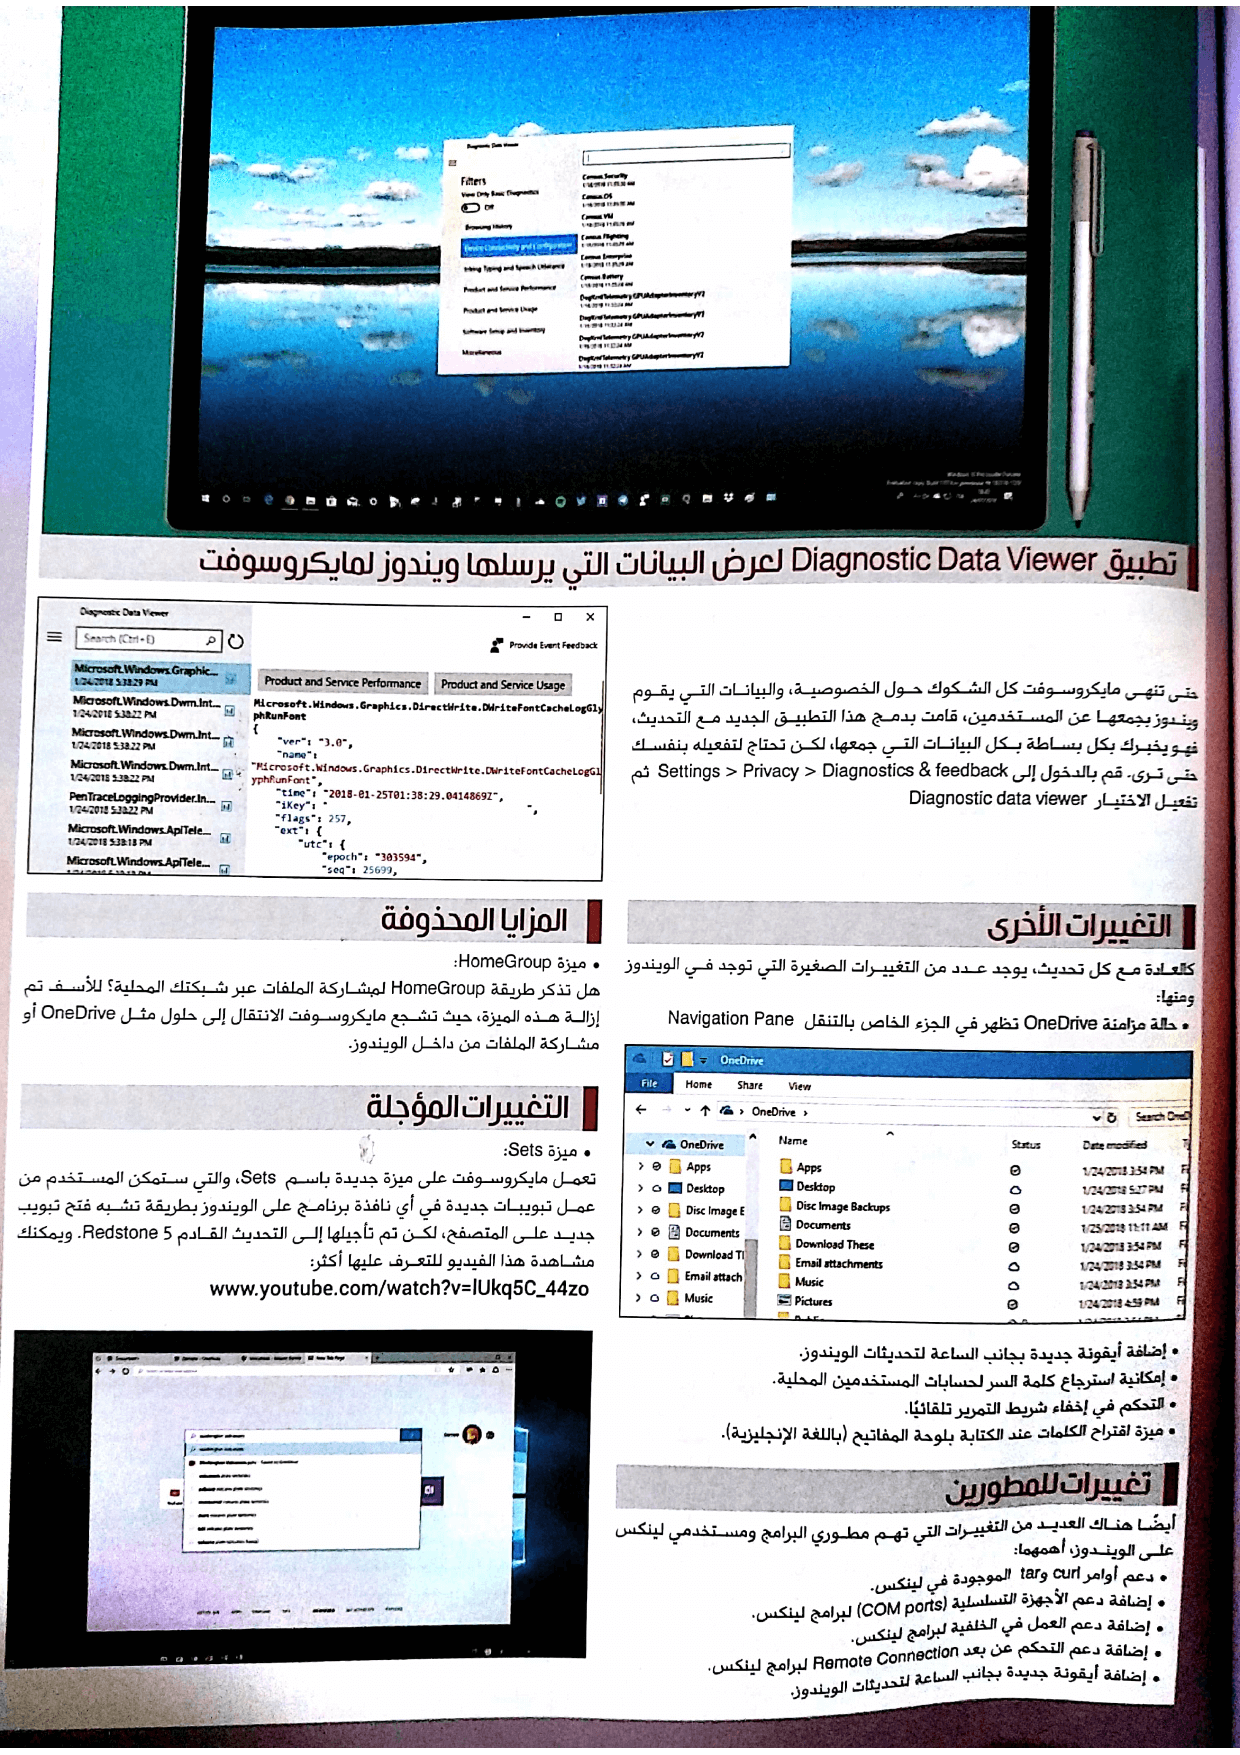 Diagnostic Data Viewer
Filters
View Only Basic Diagnostics
Off
Browsing History
Device Connectivity and Configuration
Inking Typing and Speech Utterance
Product and Service Performance
Product and Service Usage
Software Setup and Inventory
Miscellaneous
Census.Security
Census.OS
Census.VM
Census.Flighting
Census.Enterprise
Census.Battery
DxgKrnlTelemetry.GPUAdapterInventoryV2
DxgKrnlTelemetry.GPUAdapterInventoryV2
DxgKrnlTelemetry.GPUAdapterInventoryV2
DxgKrnlTelemetry.GPUAdapterInventoryV2
تطبيق Diagnostic Data Viewer لعرض البيانات التي يرسلها ويندوز لمايكروسوفت
حتى تنهي مايكروسوفت كل الشكوك حول الخصوصية، والبيانات التي يقوم
ويندوز بجمعها عن المستخدمين، قامت بدمج هذا التطبيق الجديد مع التحديث،
فهو يخبرك بكل بساطة بكل البيانات التي جمعها، لكن تحتاج لتفعيله بنفسك
حتى ترى. قم بالدخول إلى Settings > Privacy > Diagnostics & feedback ثم
تفعيل الاختيار Diagnostic data viewer
Diagnostic Data Viewer
Search (Ctrl+E)
Provide Event Feedback
Microsoft.Windows.Graphic...
1/24/2018 5:38:29 PM
Microsoft.Windows.Dwm.Int...
1/24/2018 5:38:22 PM
Microsoft.Windows.Dwm.Int...
1/24/2018 5:38:22 PM
Microsoft.Windows.Dwm.Int...
1/24/2018 5:38:22 PM
PenTraceLoggingProvider.In...
1/24/2018 5:38:22 PM
Microsoft.Windows.ApiTele...
1/24/2018 5:38:18 PM
Microsoft.Windows.ApiTele...
Product and Service Performance
Product and Service Usage
Microsoft.Windows.Graphics.DirectWrite.DWriteFontCacheLogGly
phRunFont
{
"ver": "3.0",
"name":
"Microsoft.Windows.Graphics.DirectWrite.DWriteFontCacheLogGl
yphRunFont",
"time": "2018-01-25T01:38:29.0414869Z",
"iKey": " ",
"flags": 257,
"ext": {
"utc": {
"epoch": "303594",
"seq": 25699,
التغييرات الأخرى
كالعادة مع كل تحديث، يوجد عدد من التغييرات الصغيرة التي توجد في الويندوز
ومنها:
• حالة مزامنة OneDrive تظهر في الجزء الخاص بالتنقل Navigation Pane
OneDrive
File Home Share View
OneDrive
Search OneD
OneDrive
Apps
Desktop
Disc Image E
Documents
Download Tl
Email attach
Music
Name Status Date modified
Apps 1/24/2018 3:54 PM
Desktop 1/24/2018 5:27 PM
Disc Image Backups 1/24/2018 3:54 PM
Documents 1/25/2018 11:11 AM
Download These 1/24/2018 3:54 PM
Email attachments 1/24/2018 3:54 PM
Music 1/24/2018 3:54 PM
Pictures 1/24/2018 4:59 PM
• إضافة أيقونة جديدة بجانب الساعة لتحديثات الويندوز.
• إمكانية استرجاع كلمة السر لحسابات المستخدمين المحلية.
• التحكم في إخفاء شريط التمرير تلقائيًا.
• ميزة اقتراح الكلمات عند الكتابة بلوحة المفاتيح (باللغة الإنجليزية).
تغييرات للمطورين
أيضًا هناك العديد من التغييرات التي تهم مطوري البرامج ومستخدمي لينكس
على الويندوز، أهمهما:
• دعم أوامر curl وtar الموجودة في لينكس.
• إضافة دعم الأجهزة التسلسلية (COM ports) لبرامج لينكس.
• إضافة دعم العمل في الخلفية لبرامج لينكس.
• إضافة دعم التحكم عن بعد Remote Connection لبرامج لينكس.
• إضافة أيقونة جديدة بجانب الساعة لتحديثات الويندوز.
المزايا المحذوفة
• ميزة HomeGroup:
هل تذكر طريقة HomeGroup لمشاركة الملفات عبر شبكتك المحلية؟ للأسف تم
إزالة هذه الميزة، حيث تشجع مايكروسوفت الانتقال إلى حلول مثل OneDrive أو
مشاركة الملفات من داخل الويندوز.
التغييرات المؤجلة
• ميزة Sets:
تعمل مايكروسوفت على ميزة جديدة باسم Sets، والتي ستمكن المستخدم من
عمل تبويبات جديدة في أي نافذة برنامج على الويندوز بطريقة تشبه فتح تبويب
جديد على المتصفح، لكن تم تأجيلها إلى التحديث القادم Redstone 5. ويمكنك
مشاهدة هذا الفيديو للتعرف عليها أكثر:
www.youtube.com/watch?v=lUkq5C_44zo